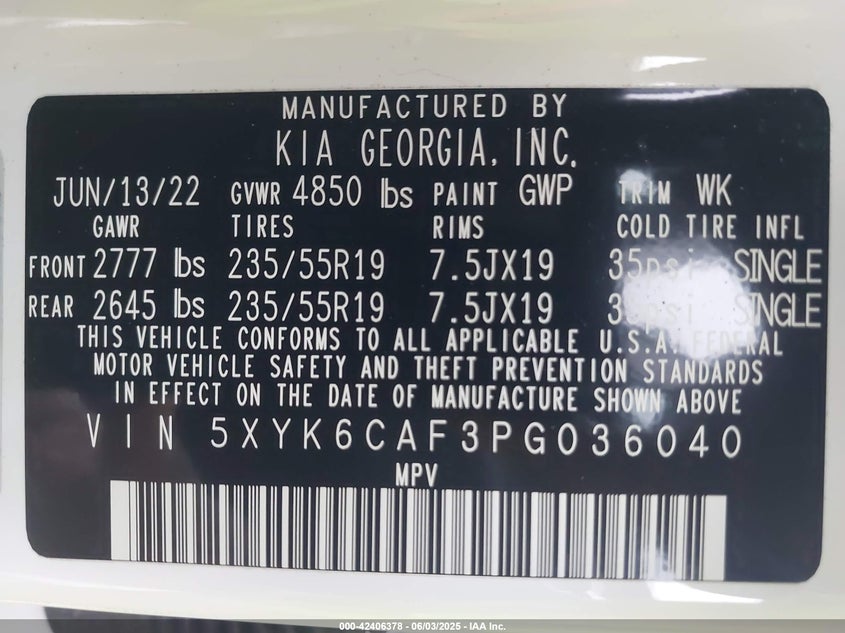 MANUFACTURED BY
KIA GEORGIA, INC.
JUN/13/22 GVWR 4850 lbs PAINT GWP TRIM WK
GAWR TIRES RIMS COLD TIRE INFL
FRONT 2777 lbs 235/55R19 7.5JX19 35psi SINGLE
REAR 2645 lbs 235/55R19 7.5JX19 SINGLE
THIS VEHICLE CONFORMS TO ALL APPLICABLE U.S.A. FEDERAL
MOTOR VEHICLE SAFETY AND THEFT PREVENTION STANDARDS
IN EFFECT ON THE DATE OF MANUFACTURE SHOWN ABOVE
VIN 5XYK6CAF3PG036040
MPV
000-42406378 - 06/03/2025 - IAA Inc.